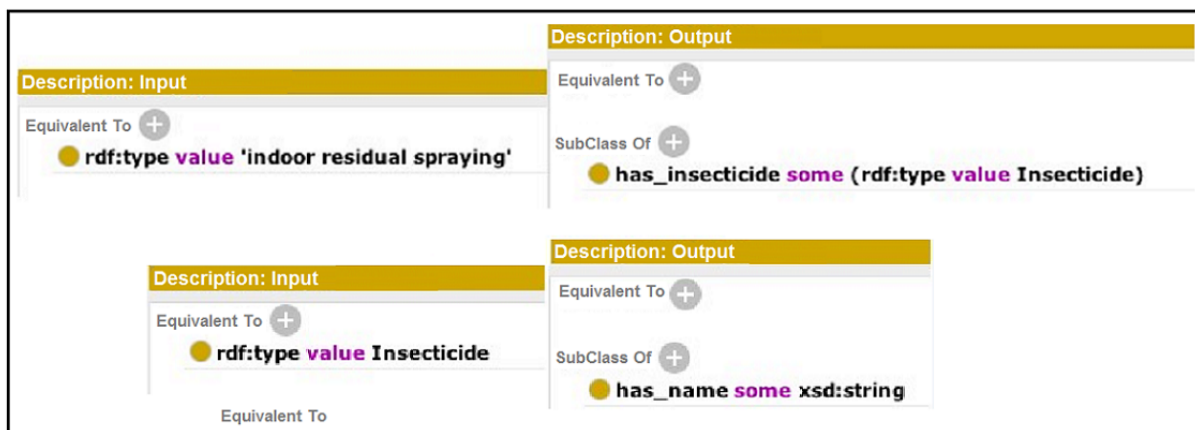 Description: Input
Equivalent To
rdf:type value 'indoor residual spraying'
Description: Output
Equivalent To
SubClass Of
has_insecticide some (rdf:type value Insecticide)
Description: Input
Equivalent To
rdf:type value Insecticide
Equivalent To
Description: Output
Equivalent To
SubClass Of
has_name some xsd:string